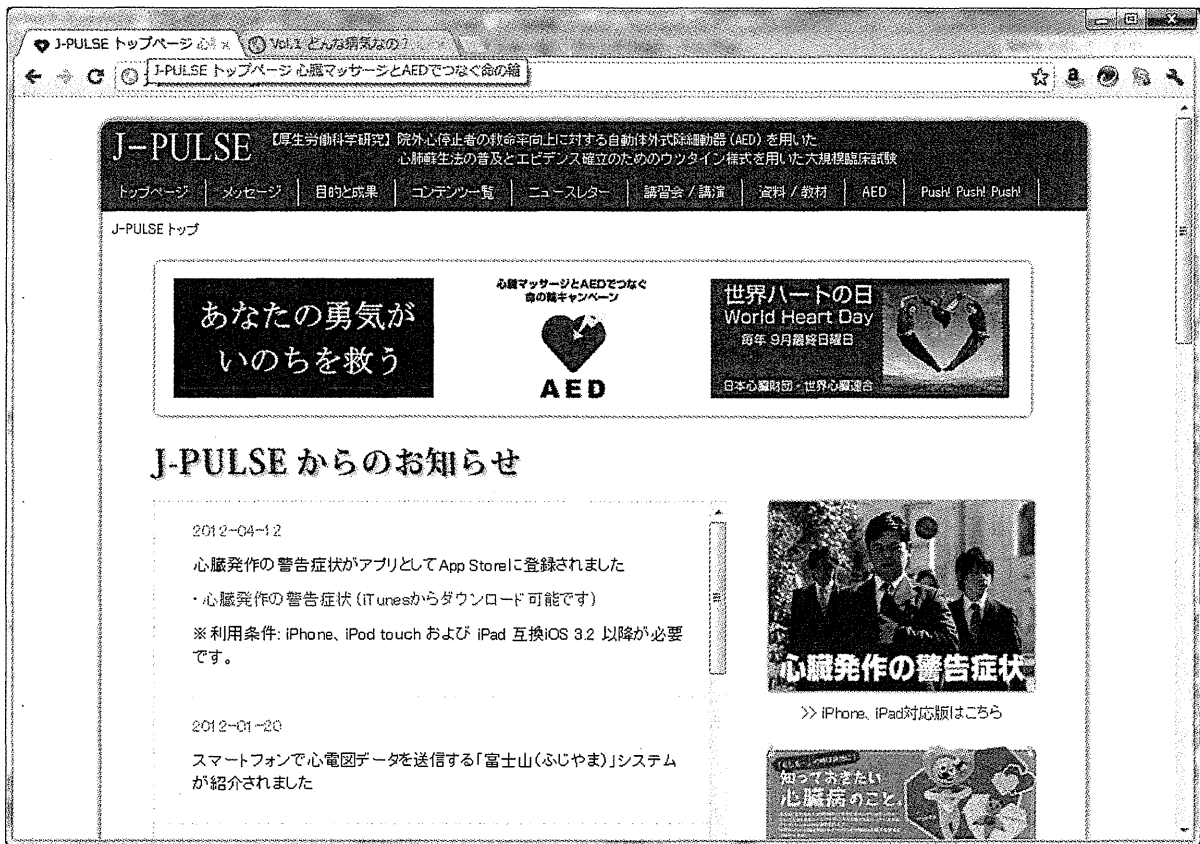 J-PULSE トップページ 心
Vol.1 どんな病気なの?
J-PULSE トップページ 心臓マッサージとAEDでつなぐ命の輪
J-PULSE
【厚生労働科学研究】院外心停止者の救命率向上に対する自動体外式除細動器 (AED) を用いた
心肺蘇生法の普及とエビデンス確立のためのウツタイン様式を用いた大規模臨床試験
トップページ メッセージ 目的と成果 コンテンツ一覧 ニュースレター 講習会 / 講演 資料 / 教材 AED Push! Push! Push!
J-PULSE トップ
あなたの勇気が
いのちを救う
心臓マッサージとAEDでつなぐ
命の輪キャンペーン
AED
世界ハートの日
World Heart Day
毎年 9月最終日曜日
日本心臓財団・世界心臓連合
J-PULSE からのお知らせ
2012-04-12
心臓発作の警告症状がアプリとしてApp Storeに登録されました
・心臓発作の警告症状 (iTunesからダウンロード可能です)
※利用条件: iPhone、iPod touch および iPad 互換iOS 3.2 以降が必要
です。
2012-01-20
スマートフォンで心電図データを送信する「富士山(ふじやま)」システム
が紹介されました
心臓発作の警告症状
>> iPhone、iPad対応版はこちら
知っておきたい
心臓病のこと。